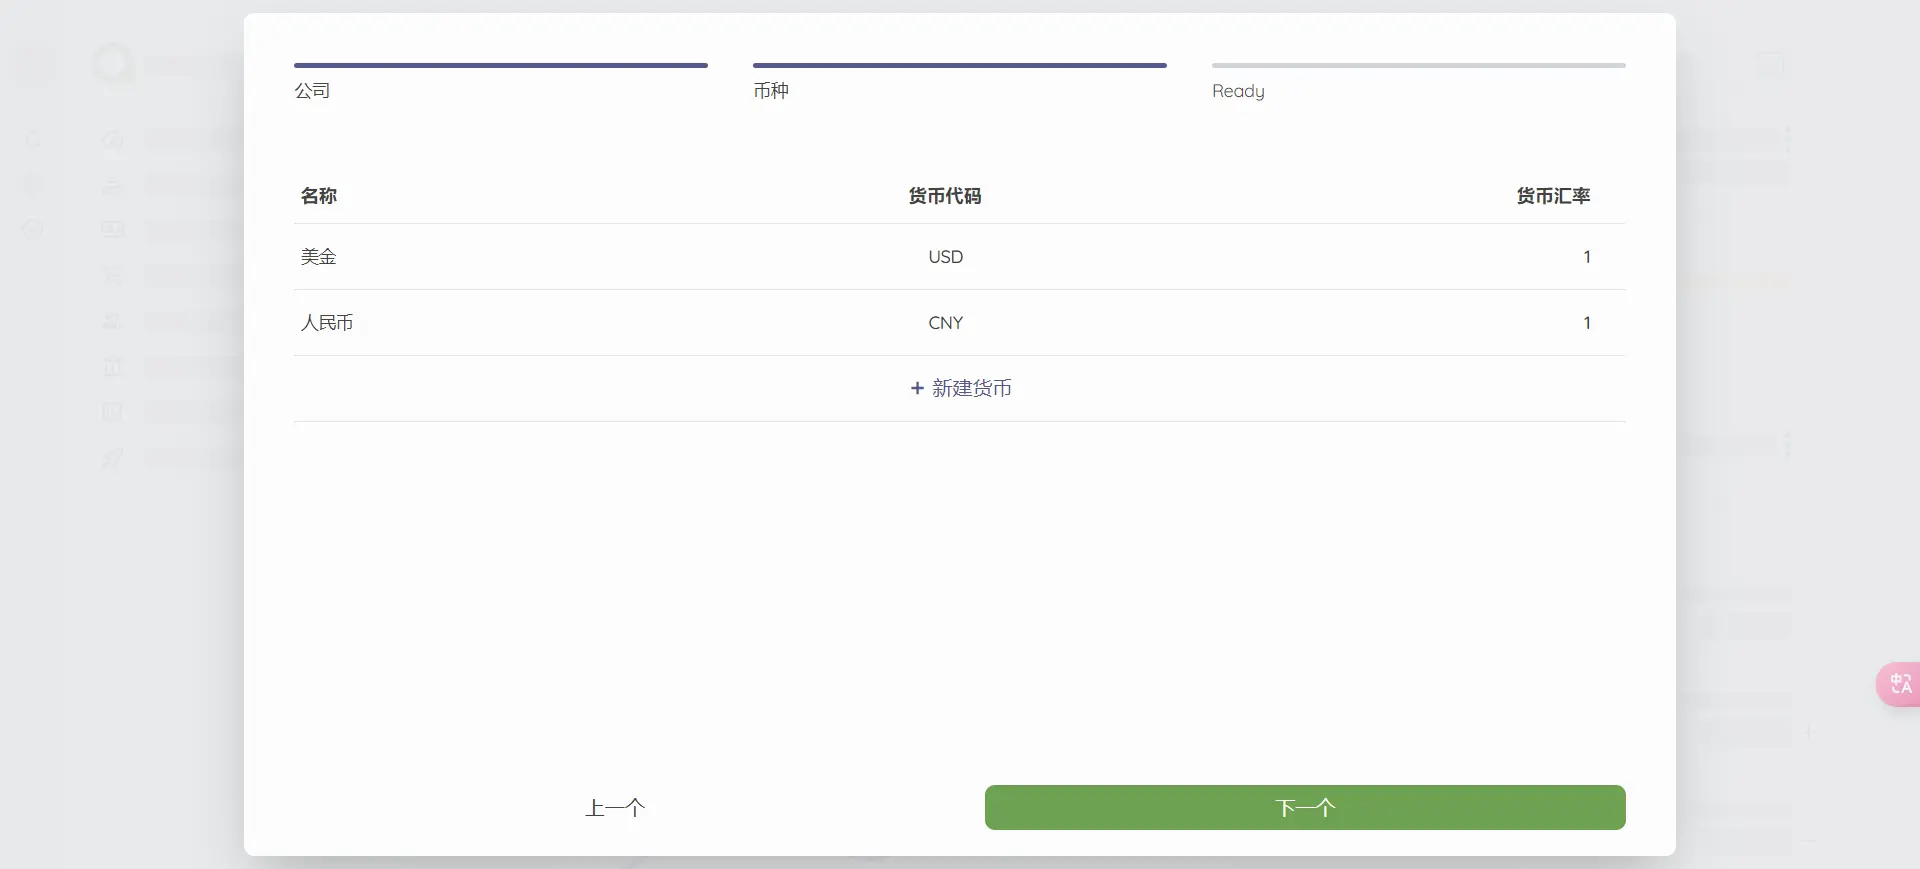 公司
币种
Ready
名称 货币代码 货币汇率
美金 USD 1
人民币 CNY 1
+ 新建货币
上一个 下一个